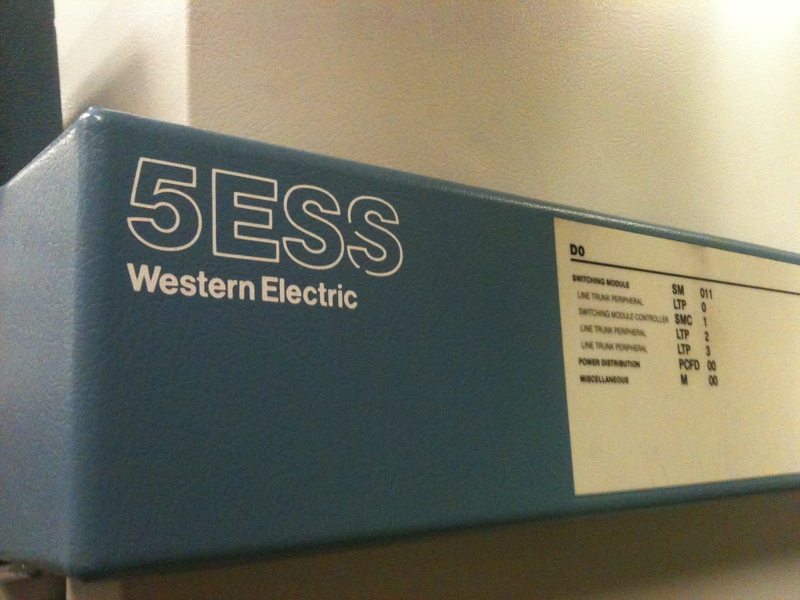 5ESS
Western Electric
D0
SWITCHING MODULE SM 011
LINE TRUNK PERIPHERAL LTP 0
SWITCHING MODULE CONTROLLER SMC 1
LINE TRUNK PERIPHERAL LTP 2
LINE TRUNK PERIPHERAL LTP 3
POWER DISTRIBUTION PCFD 00
MISCELLANEOUS M 00